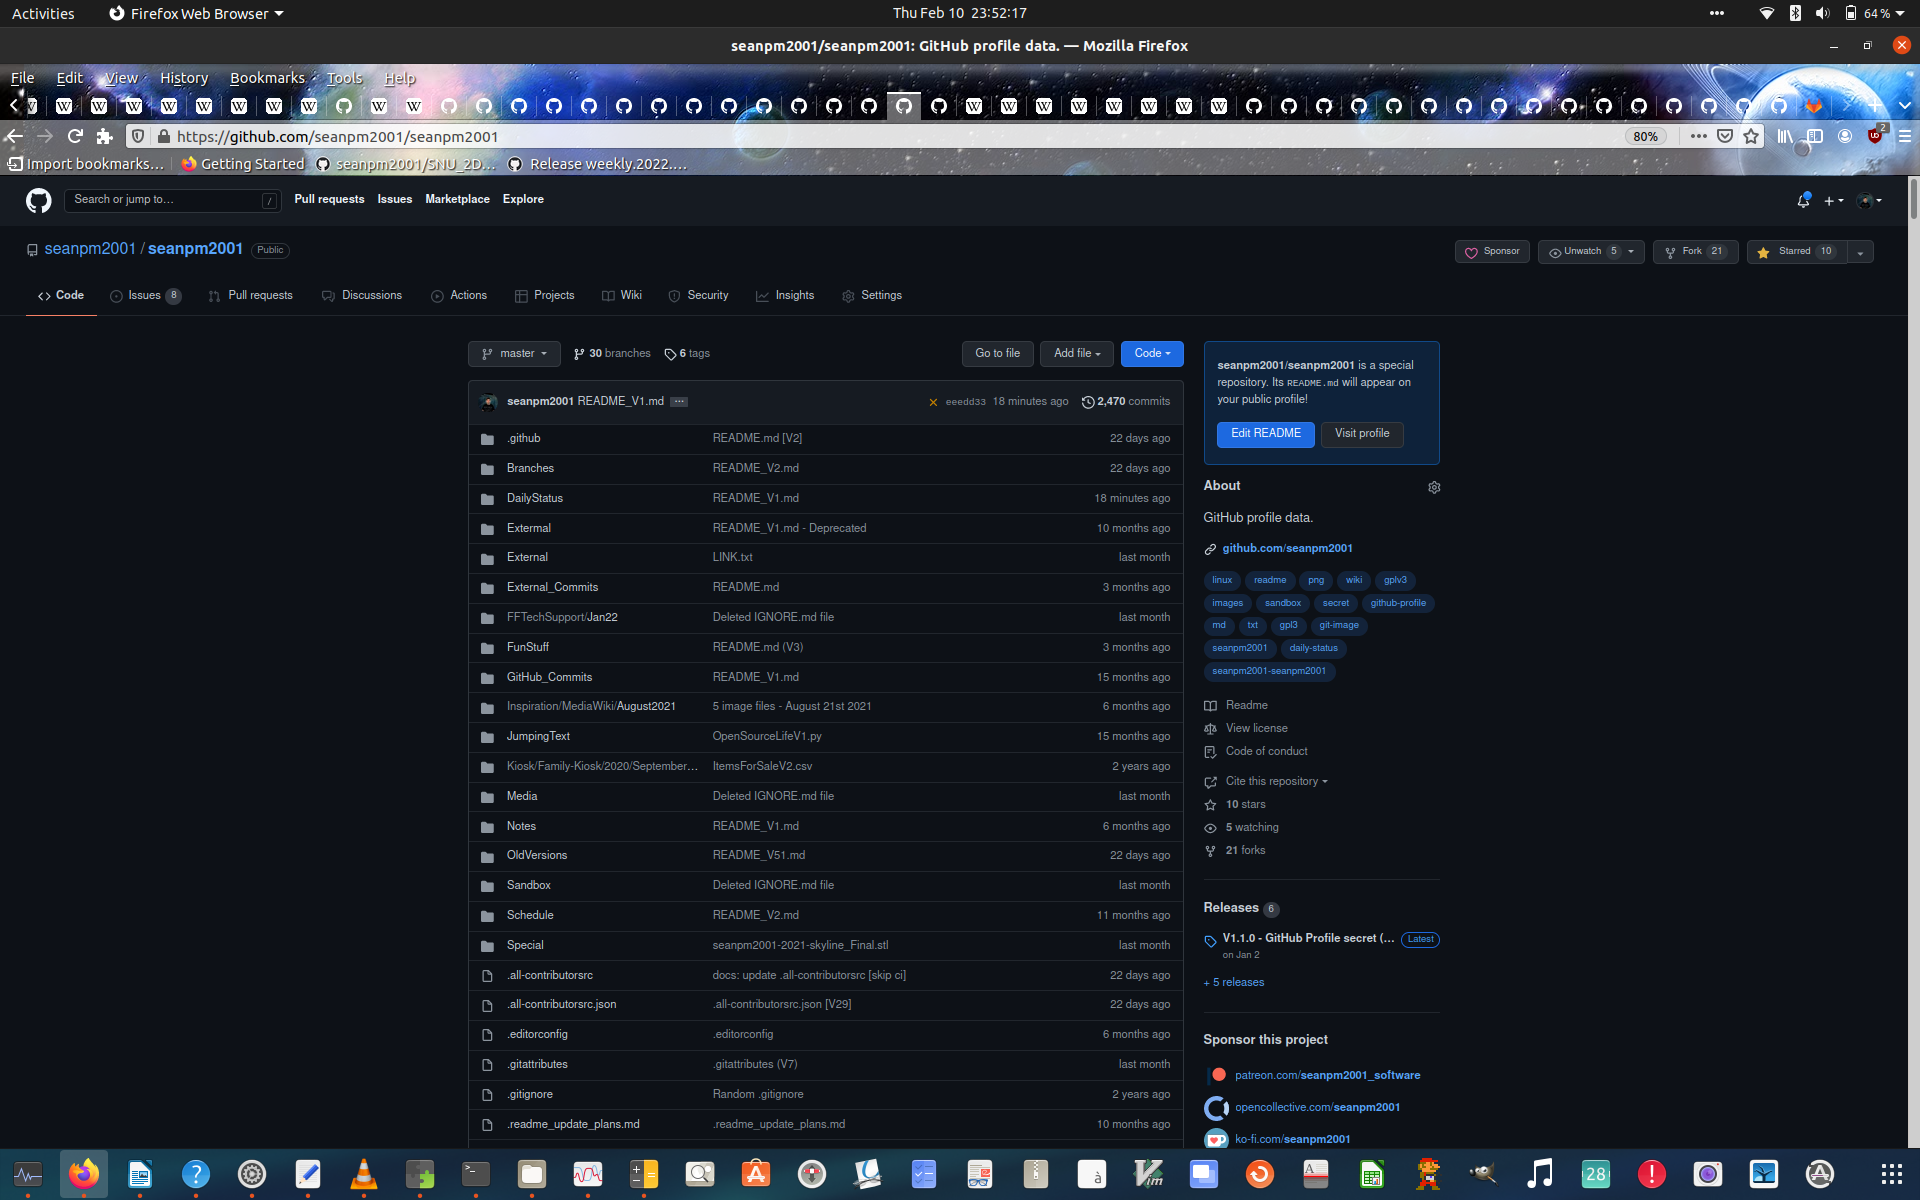 Activities Firefox Web Browser Thu Feb 10 23:52:17 64 %
seanpm2001/seanpm2001: GitHub profile data. — Mozilla Firefox
File Edit View History Bookmarks Tools Help
https://github.com/seanpm2001/seanpm2001 80% 2
Import bookmarks... Getting Started seanpm2001/SNU_2D... Release weekly.2022....
Search or jump to... / Pull requests Issues Marketplace Explore
seanpm2001 / seanpm2001 Public Sponsor Unwatch 5 Fork 21 Starred 10
Code Issues 8 Pull requests Discussions Actions Projects Wiki Security Insights Settings
master 30 branches 6 tags Go to file Add file Code
seanpm2001 README_V1.md ... eeedd33 18 minutes ago 2,470 commits
.github README.md [V2] 22 days ago
Branches README_V2.md 22 days ago
DailyStatus README_V1.md 18 minutes ago
Extermal README_V1.md - Deprecated 10 months ago
External LINK.txt last month
External_Commits README.md 3 months ago
FFTechSupport/Jan22 Deleted IGNORE.md file last month
FunStuff README.md (V3) 3 months ago
GitHub_Commits README_V1.md 15 months ago
Inspiration/MediaWiki/August2021 5 image files - August 21st 2021 6 months ago
JumpingText OpenSourceLifeV1.py 15 months ago
Kiosk/Family-Kiosk/2020/September... ItemsForSaleV2.csv 2 years ago
Media Deleted IGNORE.md file last month
Notes README_V1.md 6 months ago
OldVersions README_V51.md 22 days ago
Sandbox Deleted IGNORE.md file last month
Schedule README_V2.md 11 months ago
Special seanpm2001-2021-skyline_Final.stl last month
.all-contributorsrc docs: update .all-contributorsrc [skip ci] 22 days ago
.all-contributorsrc.json .all-contributorsrc.json [V29] 22 days ago
.editorconfig .editorconfig 6 months ago
.gitattributes .gitattributes (V7) last month
.gitignore Random .gitignore 2 years ago
.readme_update_plans.md .readme_update_plans.md 10 months ago
seanpm2001/seanpm2001 is a special
repository. Its README.md will appear on
your public profile!
Edit README Visit profile
About
GitHub profile data.
github.com/seanpm2001
linux readme png wiki gplv3
images sandbox secret github-profile
md txt gpl3 git-image
seanpm2001 daily-status
seanpm2001-seanpm2001
Readme
View license
Code of conduct
Cite this repository
10 stars
5 watching
21 forks
Releases 6
V1.1.0 - GitHub Profile secret (... Latest
on Jan 2
+ 5 releases
Sponsor this project
patreon.com/seanpm2001_software
opencollective.com/seanpm2001
ko-fi.com/seanpm2001
28